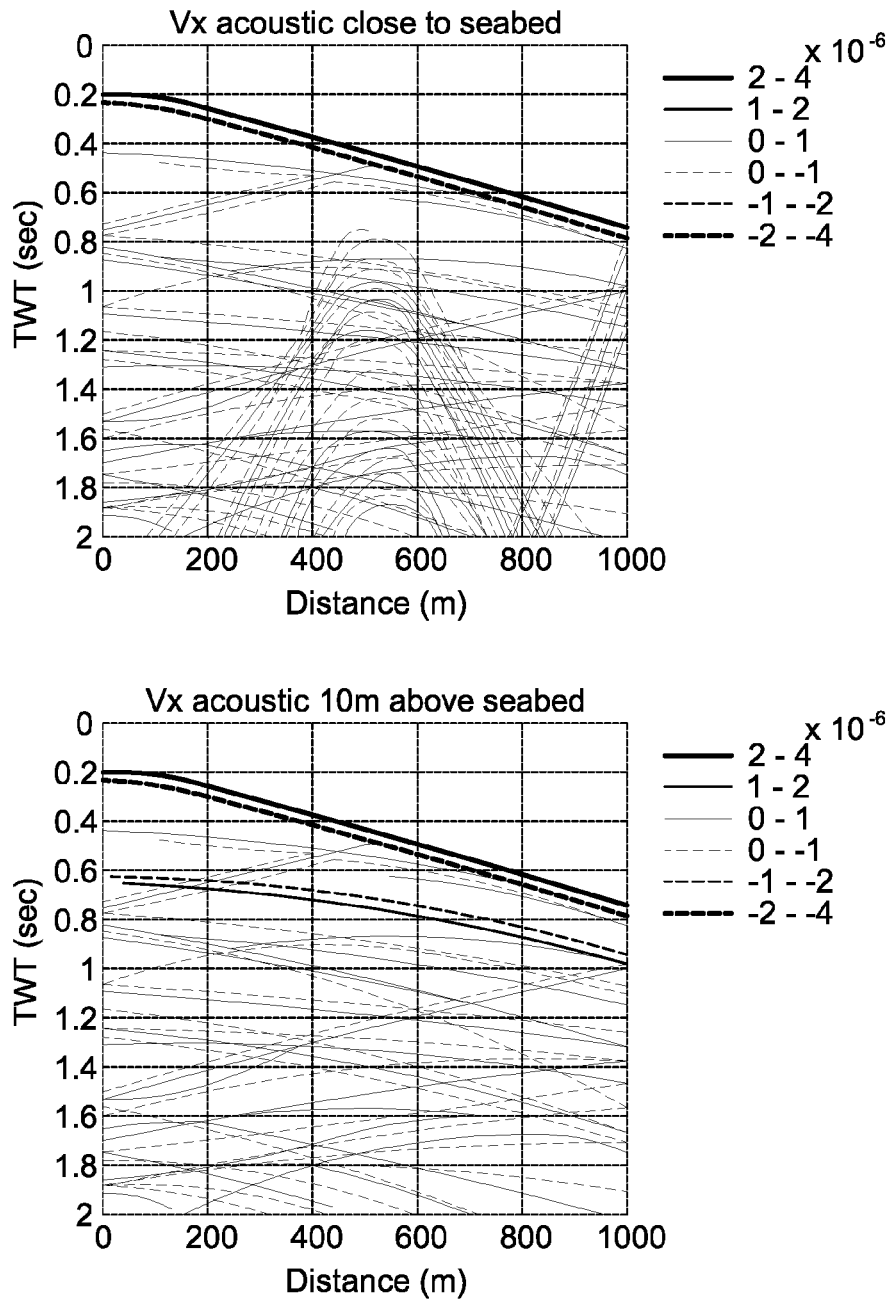 Vx acoustic close to seabed
x 10-6
2 - 4
1 - 2
0 - 1
0 - -1
-1 - -2
-2 - -4
0
0.2
0.4
0.6
0.8
1
1.2
1.4
1.6
1.8
2
TWT (sec)
0 200 400 600 800 1000
Distance (m)
Vx acoustic 10m above seabed
x 10-6
2 - 4
1 - 2
0 - 1
0 - -1
-1 - -2
-2 - -4
0
0.2
0.4
0.6
0.8
1
1.2
1.4
1.6
1.8
2
TWT (sec)
0 200 400 600 800 1000
Distance (m)